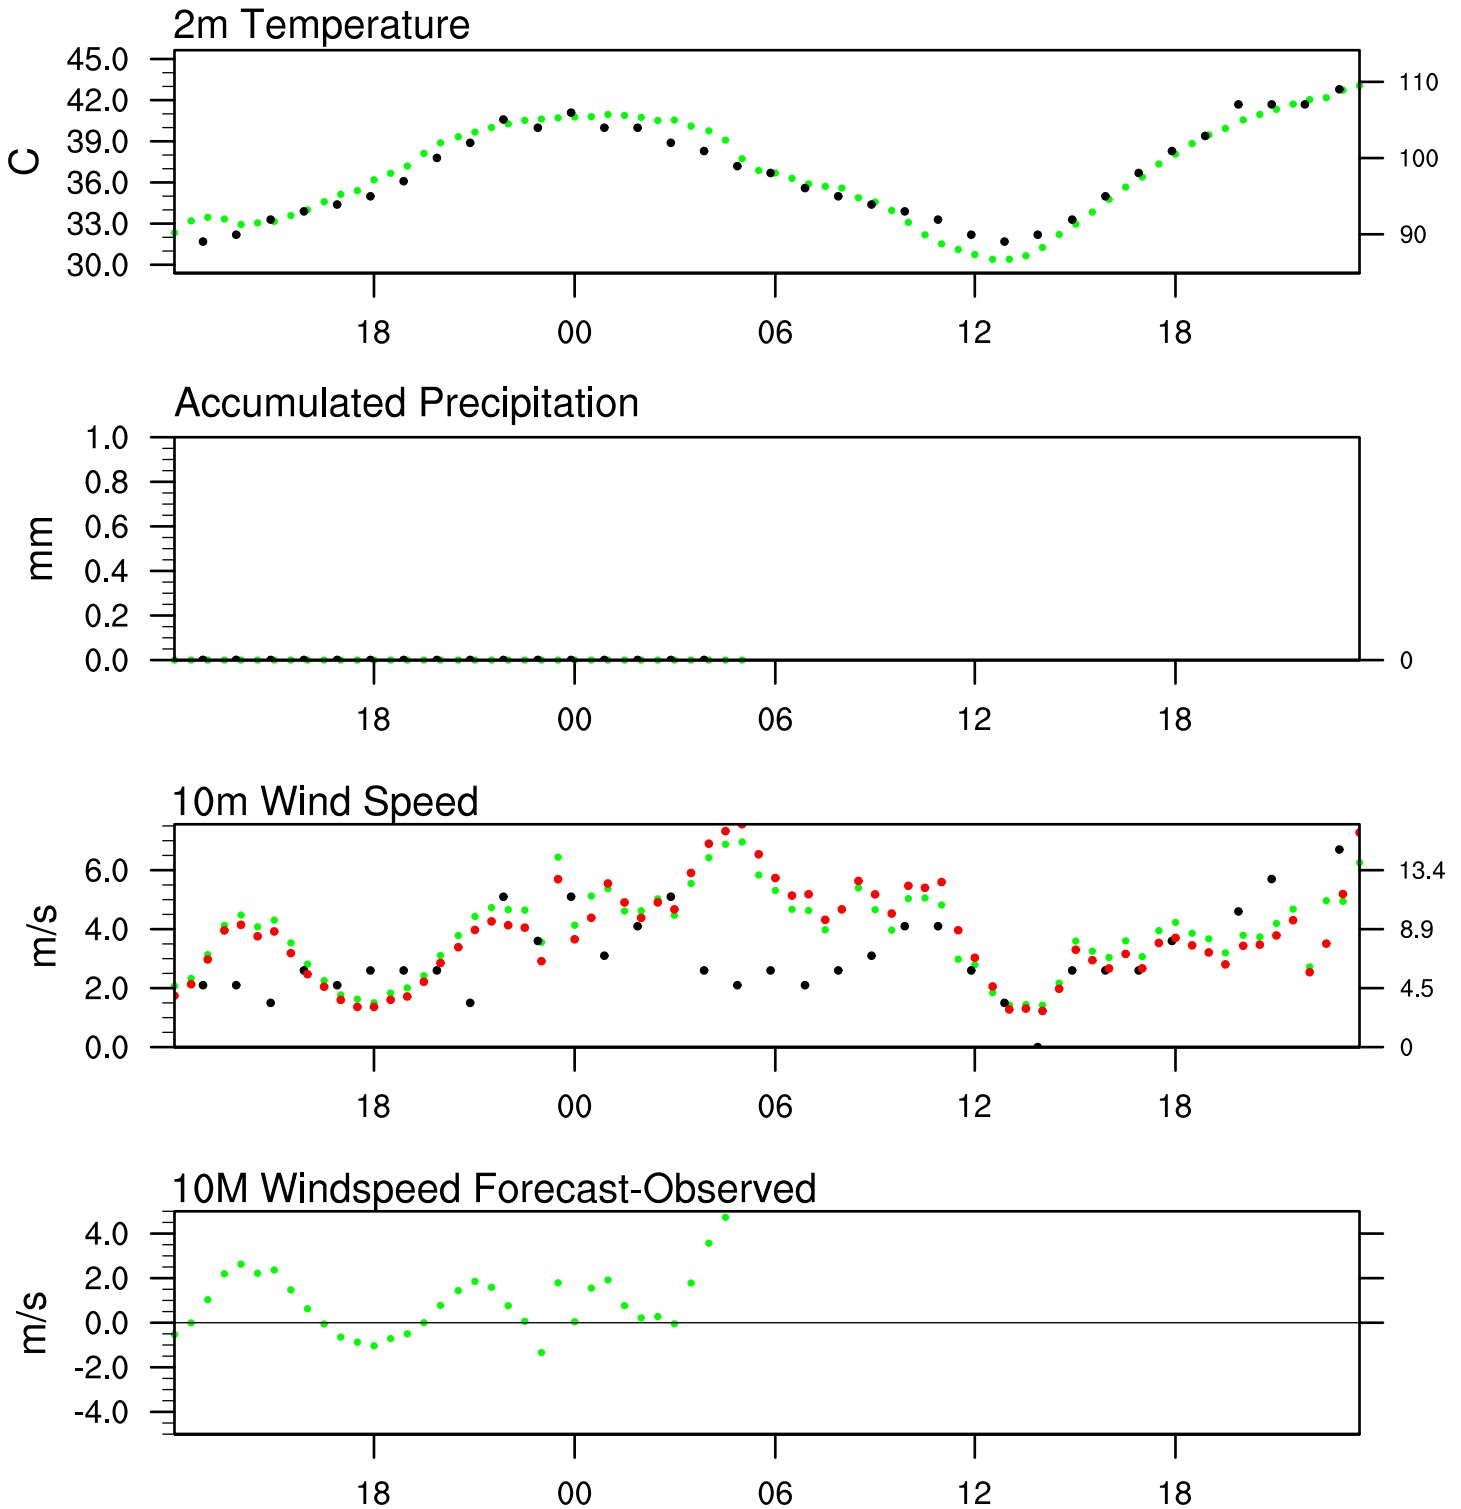 2m Temperature
45.0
42.0
39.0
36.0
33.0
30.0
C
110
100
90
18 00 06 12 18
Accumulated Precipitation
1.0
0.8
0.6
0.4
0.2
0.0
mm
0
18 00 06 12 18
10m Wind Speed
6.0
4.0
2.0
0.0
m/s
13.4
8.9
4.5
0
18 00 06 12 18
10M Windspeed Forecast-Observed
4.0
2.0
0.0
-2.0
-4.0
m/s
18 00 06 12 18